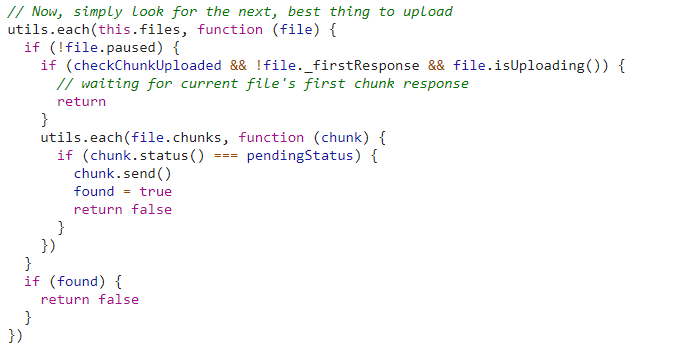 // Now, simply look for the next, best thing to upload
utils.each(this.files, function (file) {
  if (!file.paused) {
    if (checkChunkUploaded && !file._firstResponse && file.isUploading()) {
      // waiting for current file's first chunk response
      return
    }
    utils.each(file.chunks, function (chunk) {
      if (chunk.status() === pendingStatus) {
        chunk.send()
        found = true
        return false
      }
    })
  }
  if (found) {
    return false
  }
})